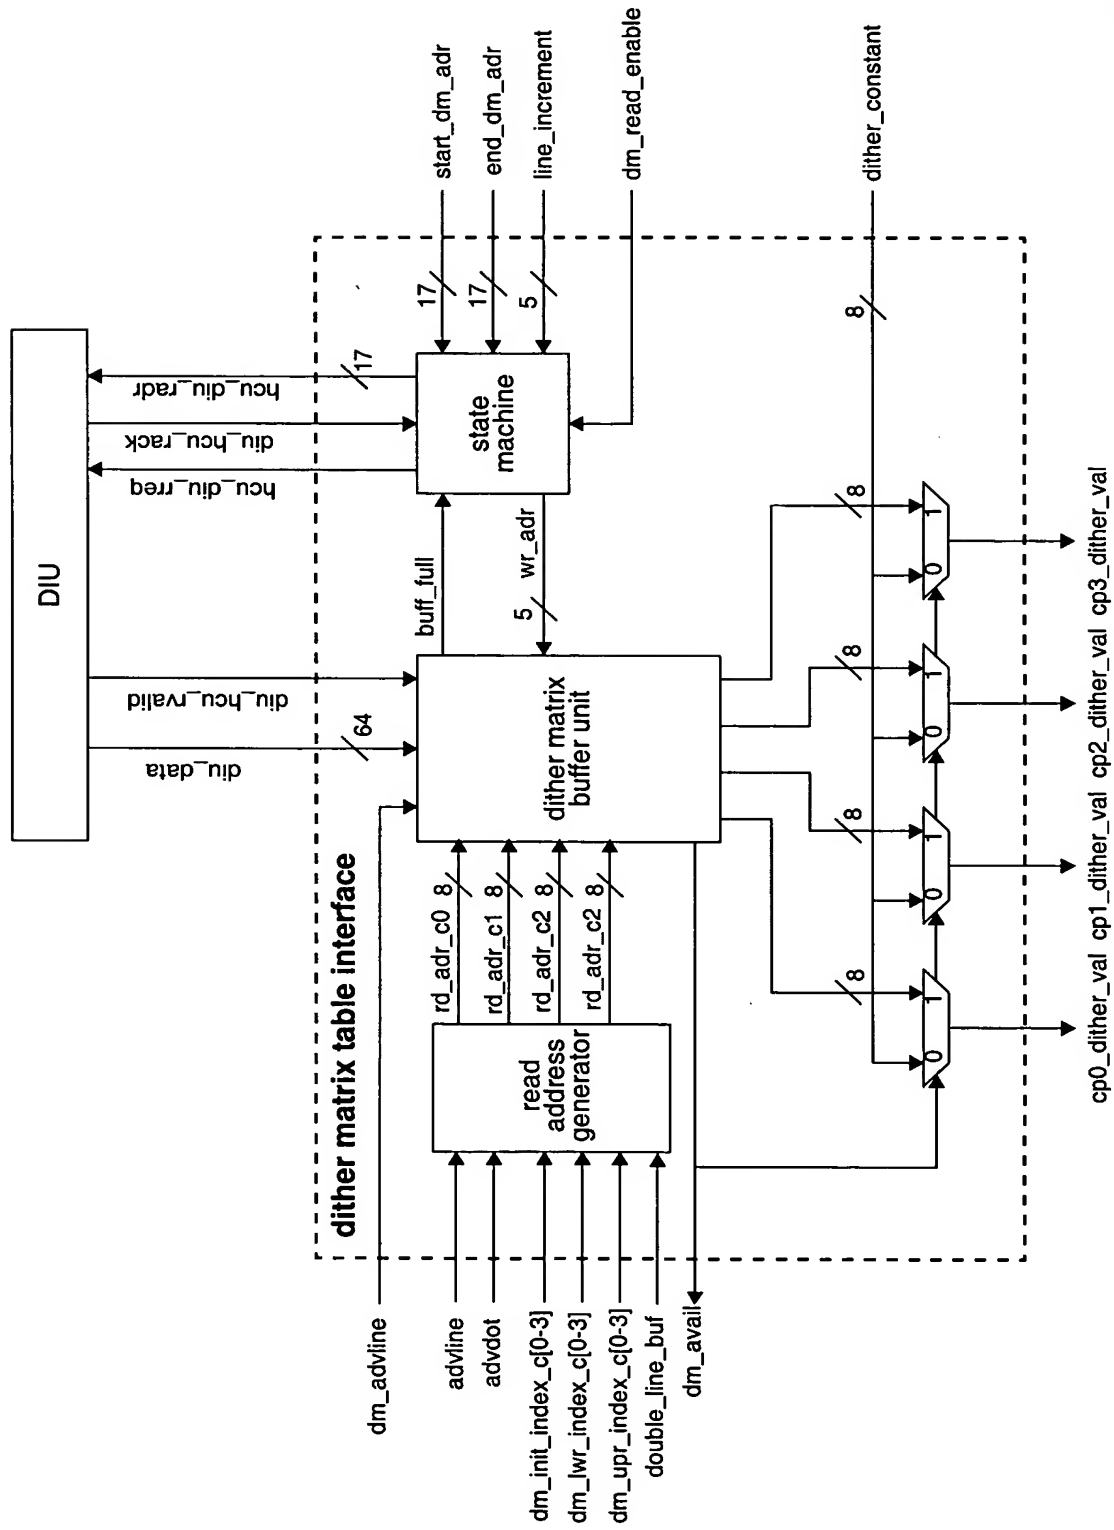 DIU
diu_data
64
diu_hcu_rvalid
hcu_diu_rreq
diu_hcu_rack
hcu_diu_radr
17
dither matrix table interface
dm_advline
advline
advdot
dm_init_index_c[0-3]
dm_lwr_index_c[0-3]
dm_upr_index_c[0-3]
double_line_buf
dm_avail
read
address
generator
rd_adr_c0
8
rd_adr_c1
8
rd_adr_c2
8
rd_adr_c2
8
dither matrix
buffer unit
buff_full
wr_adr
5
state
machine
17
start_dm_adr
17
end_dm_adr
5
line_increment
dm_read_enable
dither_constant
8
8
8
8
8
0 1
0 1
0 1
0 1
cp0_dither_val cp1_dither_val cp2_dither_val cp3_dither_val